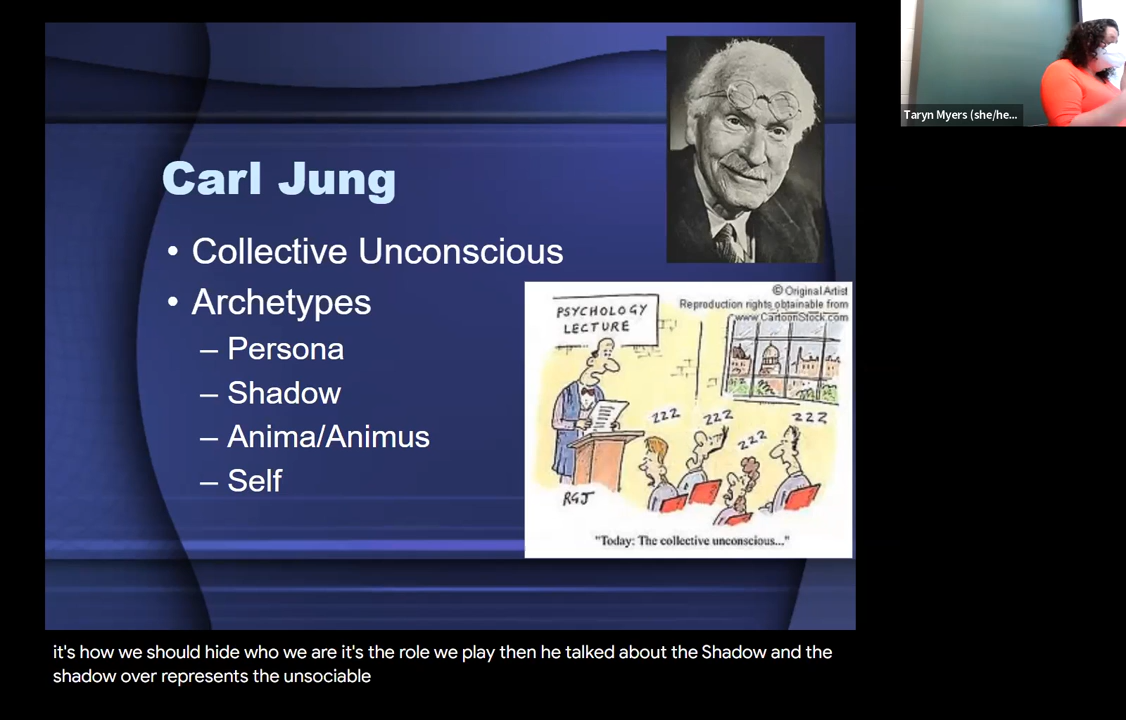 Taryn Myers (she/he...
Carl Jung
• Collective Unconscious
• Archetypes
– Persona
– Shadow
– Anima/Animus
– Self
© Original Artist
Reproduction rights obtainable from
www.CartoonStock.com
PSYCHOLOGY
LECTURE
zzz
zzz
zzz
zzz
RGJ
"Today: The collective unconscious..."
it's how we should hide who we are it's the role we play then he talked about the Shadow and the
shadow over represents the unsociable